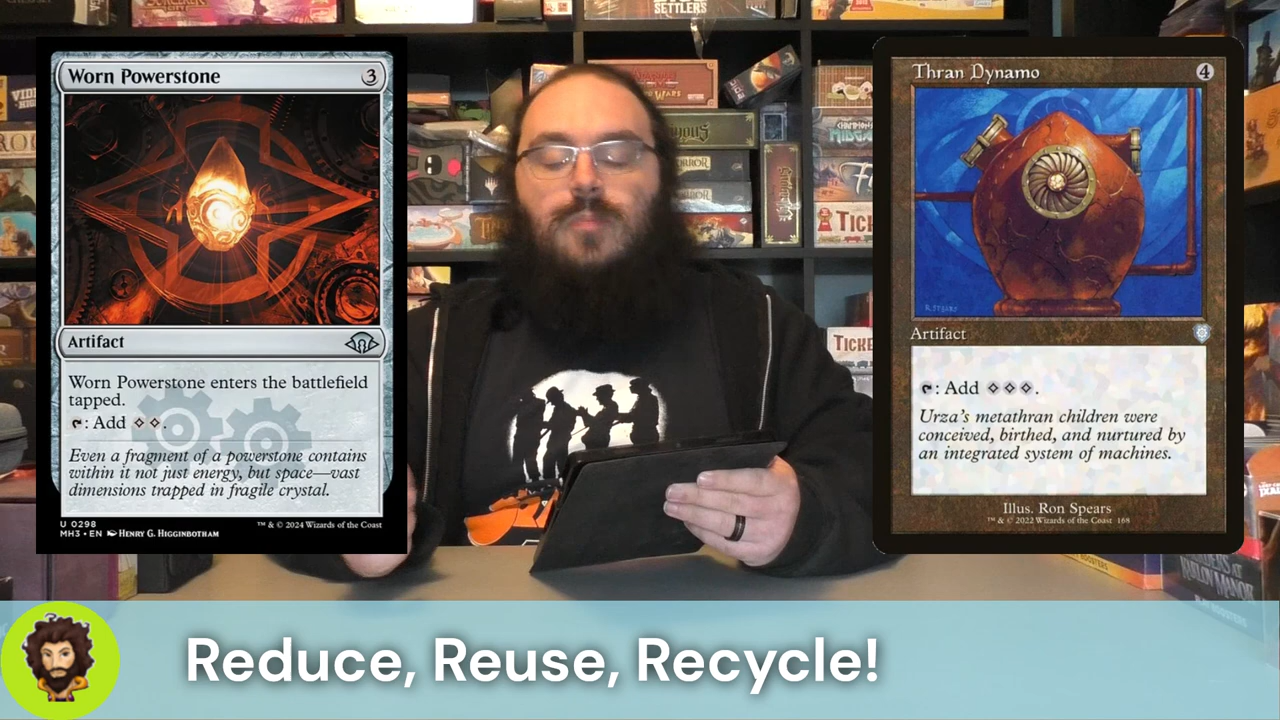 SETTLERS
Worn Powerstone 3
Artifact
Worn Powerstone enters the battlefield
tapped.
: Add .
Even a fragment of a powerstone contains
within it not just energy, but space—vast
dimensions trapped in fragile crystal.
U 0298
MH3 • EN HENRY G. HIGGINBOTHAM
™ & © 2024 Wizards of the Coast
WARS
HORROR
TICKE
Thran Dynamo 4
Artifact
: Add .
Urza's metathran children were
conceived, birthed, and nurtured by
an integrated system of machines.
Illus. Ron Spears
™ & © 2022 Wizards of the Coast 168
Reduce, Reuse, Recycle!